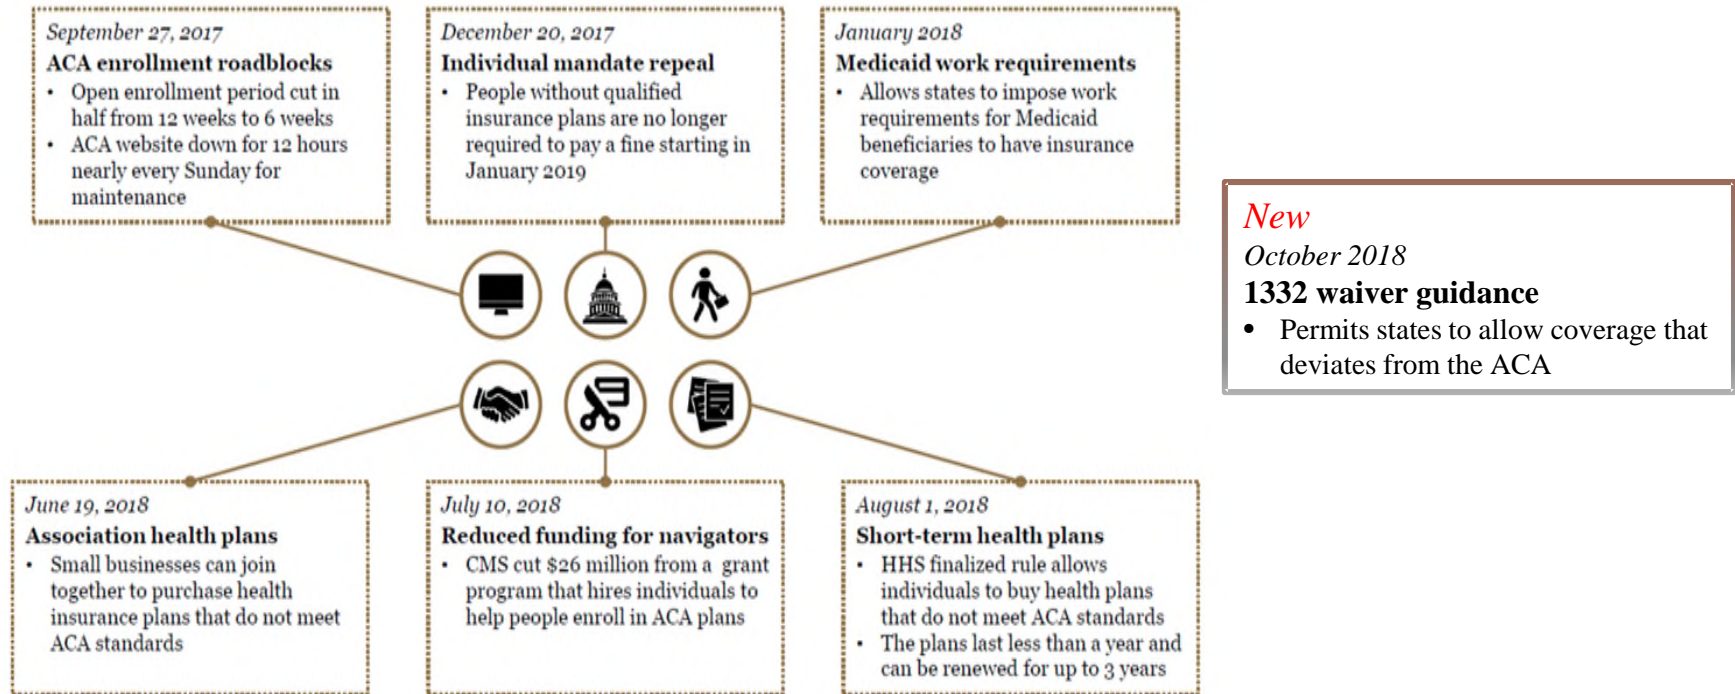 September 27, 2017
ACA enrollment roadblocks
• Open enrollment period cut in
half from 12 weeks to 6 weeks
• ACA website down for 12 hours
nearly every Sunday for
maintenance
December 20, 2017
Individual mandate repeal
• People without qualified
insurance plans are no longer
required to pay a fine starting in
January 2019
January 2018
Medicaid work requirements
• Allows states to impose work
requirements for Medicaid
beneficiaries to have insurance
coverage
New
October 2018
1332 waiver guidance
• Permits states to allow coverage that
deviates from the ACA
June 19, 2018
Association health plans
• Small businesses can join
together to purchase health
insurance plans that do not meet
ACA standards
July 10, 2018
Reduced funding for navigators
• CMS cut $26 million from a grant
program that hires individuals to
help people enroll in ACA plans
August 1, 2018
Short-term health plans
• HHS finalized rule allows
individuals to buy health plans
that do not meet ACA standards
• The plans last less than a year and
can be renewed for up to 3 years